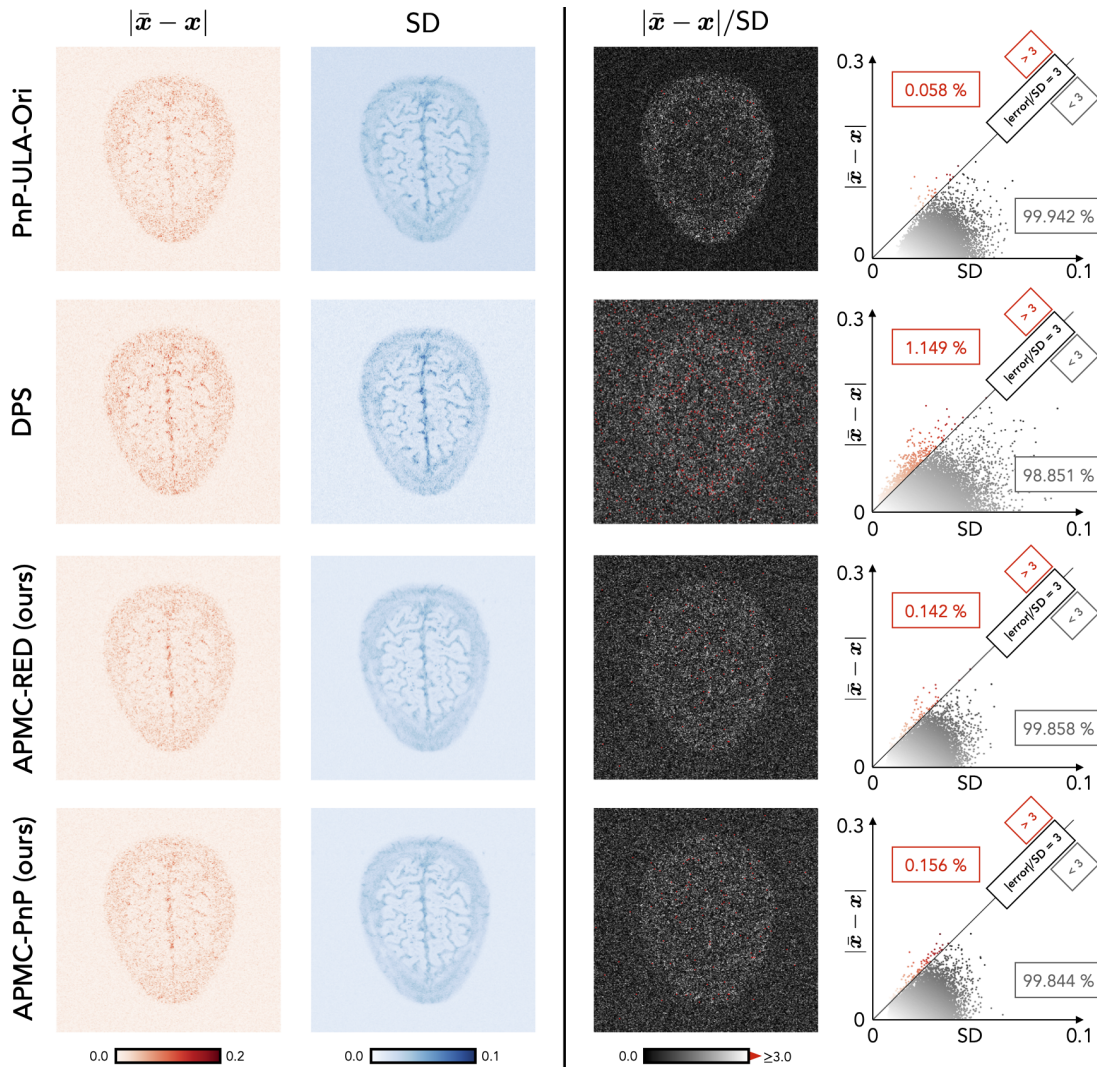 |x̄ − x| SD |x̄ − x|/SD
PnP-ULA-Ori
0.3
0.058 %
> 3
|error|/SD = 3
< 3
|x̄ − x|
99.942 %
0
0 SD 0.1
DPS
0.3
1.149 %
> 3
|error|/SD = 3
< 3
|x̄ − x|
98.851 %
0
0 SD 0.1
APMC-RED (ours)
0.3
0.142 %
> 3
|error|/SD = 3
< 3
|x̄ − x|
99.858 %
0
0 SD 0.1
APMC-PnP (ours)
0.3
0.156 %
> 3
|error|/SD = 3
< 3
|x̄ − x|
99.844 %
0
0 SD 0.1
0.0 0.2 0.0 0.1 0.0 ≥3.0